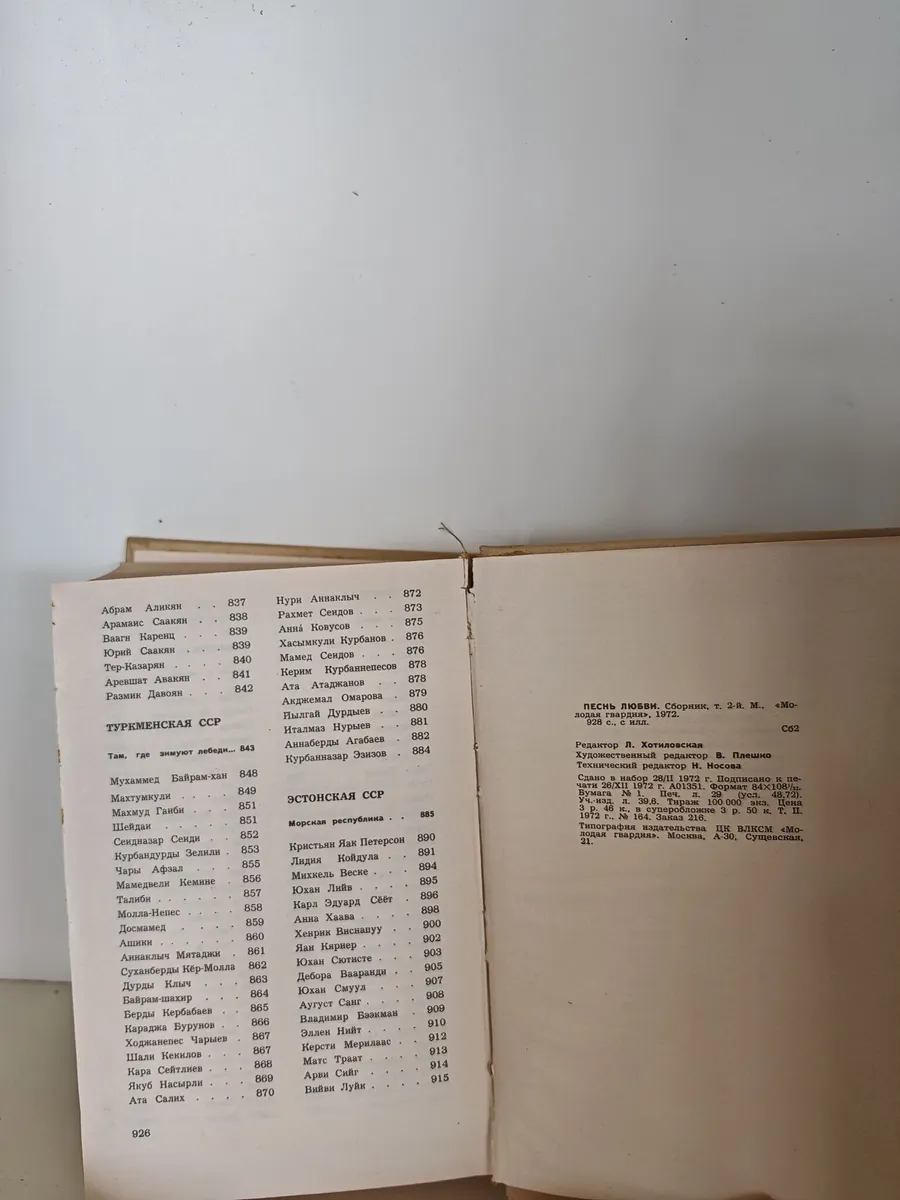 Абрам Аликян . . 837
Арамаис Саакян . . 838
Ваагн Каренц . . . 839
Юрий Саакян . . . 839
Тер-Казарян . . . . 840
Аревшат Авакян . . 841
Размик Давоян . . . 842
ТУРКМЕНСКАЯ ССР
Там, где зимуют лебеди... 843
Мухаммед Байрам-хан 848
Махтумкули . . . . 849
Махмуд Гаиби . . . 851
Шейдаи . . . . . 851
Сеидназар Сеиди . . 852
Курбандурды Зелили . 853
Чары Афзал . . . 855
Мамедвели Кемине . 856
Талиби . . . . . . 857
Молла-Непес . . . . 858
Досмамед . . . . 859
Ашики . . . . . . 860
Аннаклыч Мятаджи . 861
Суханберды Кёр-Молла 862
Дурды Клыч . . . 863
Байрам-шахир . . . 864
Берды Кербабаев . . 865
Караджа Бурунов . . 866
Ходжанепес Чарыев . 867
Шали Кекилов . . . 867
Кара Сейтлиев . . . 868
Якуб Насырли . . . 869
Ата Салих . . . . 870
926
Нури Аннаклыч . . 872
Рахмет Сеидов . . . 873
Анна́ Ковусов . . . 875
Хасымкули Курбанов . 876
Мамед Сеидов . . . 876
Керим Курбаннепесов 878
Ата Атаджанов . . 878
Акджемал Омарова . 879
Йылгай Дурдыев . . 880
Италмаз Нурыев . . 881
Аннаберды Агабаев . 882
Курбанназар Эзизов . 884
ЭСТОНСКАЯ ССР
Морская республика . . 885
Кристьян Яак Петерсон 890
Лидия Койдула . . 891
Михкель Веске . . . 894
Юхан Лийв . . . . 895
Карл Эдуард Сёёт . 896
Анна Хаава . . . . 898
Хенрик Виснапуу . . 900
Яан Кярнер . . . . 902
Юхан Сютисте . . . 903
Дебора Вааранди . . 905
Юхан Смуул . . . 907
Аугуст Санг . . . . 908
Владимир Бээкман . 909
Эллен Нийт . . . . 910
Керсти Мерилаас . . 912
Матс Траат . . . . 913
Арви Сийг . . . . 914
Вийви Луйк . . . . 915
ПЕСНЬ ЛЮБВИ. Сборник, т. 2-й. М., «Мо-
лодая гвардия», 1972.
928 с., с илл.
Сб2
Редактор Л. Хотиловская
Художественный редактор В. Плешко
Технический редактор Н. Носова
Сдано в набор 28/II 1972 г. Подписано к пе-
чати 26/XII 1972 г. А01351. Формат 84×108¹/₃₂.
Бумага № 1. Печ. л. 29 (усл. 48,72).
Уч.-изд. л. 39,6. Тираж 100 000 экз. Цена
3 р. 46 к., в суперобложке 3 р. 50 к. Т. П.
1972 г., № 164. Заказ 216.
Типография издательства ЦК ВЛКСМ «Мо-
лодая гвардия». Москва, А-30, Сущевская,
21.